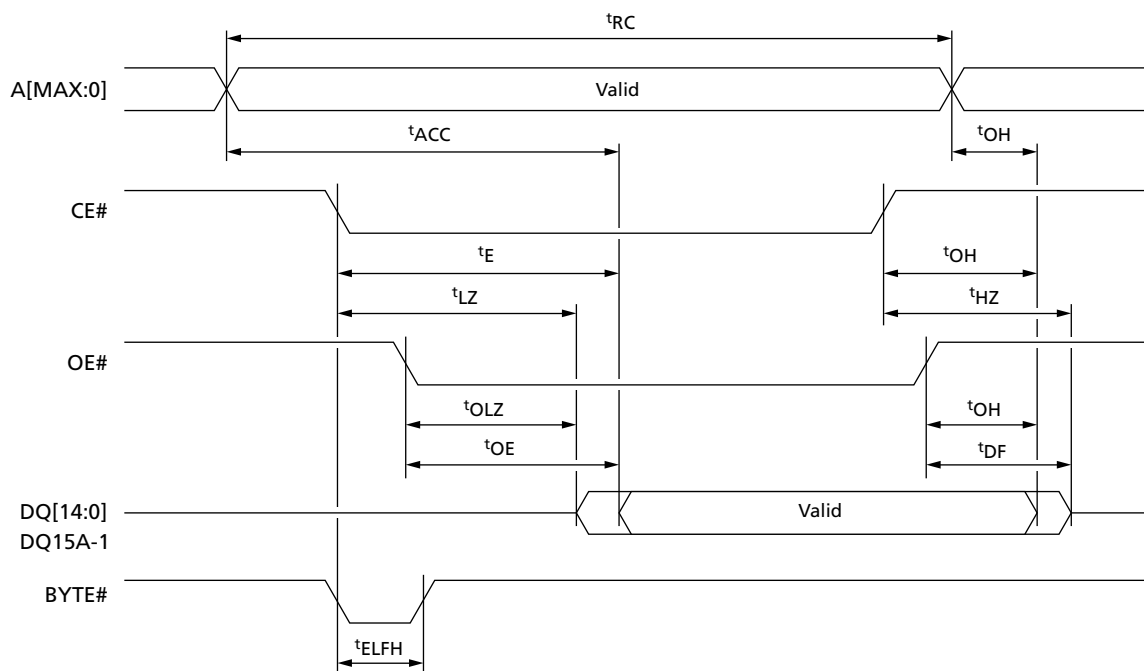 tRC
A[MAX:0]
Valid
tACC
tOH
CE#
tE
tOH
tLZ
tHZ
OE#
tOLZ
tOH
tOE
tDF
DQ[14:0]
Valid
DQ15A-1
BYTE#
tELFH